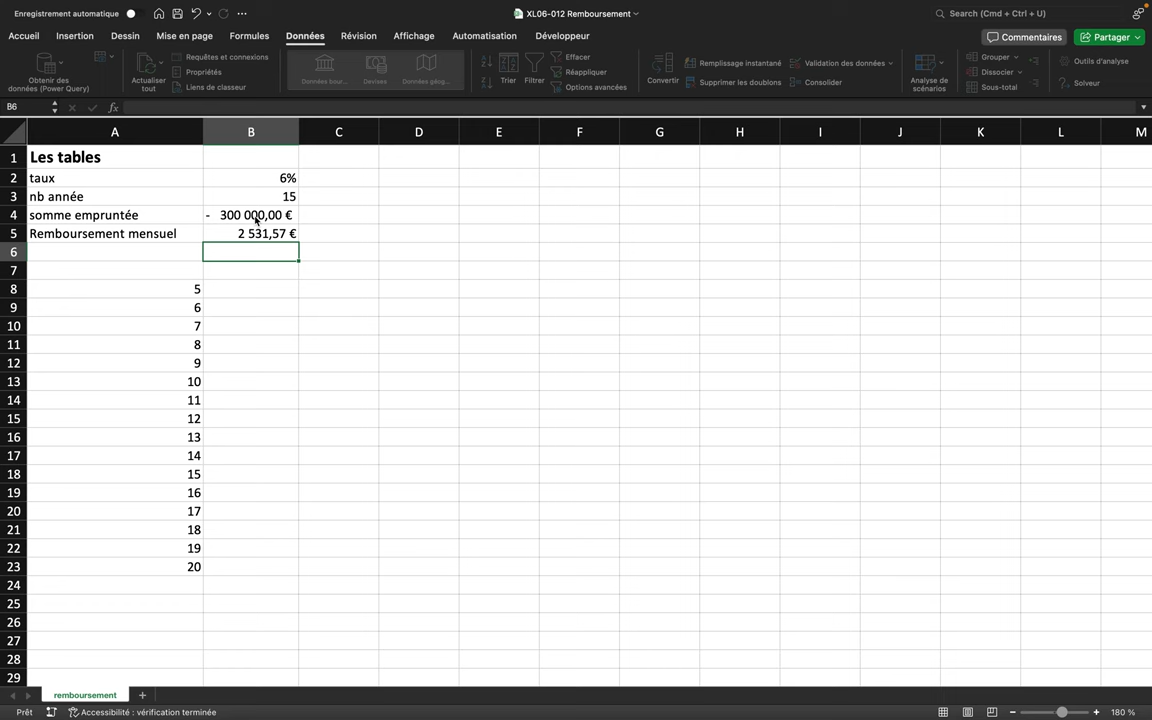 Enregistrement automatique
XL06-012 Remboursement
Search (Cmd + Ctrl + U)
Accueil Insertion Dessin Mise en page Formules Données Révision Affichage Automatisation Développeur
Commentaires Partager
Obtenir des données (Power Query)
Actualiser tout
Requêtes et connexions
Propriétés
Liens de classeur
Données bour...
Devises
Données géog...
Trier
Filtrer
Effacer
Réappliquer
Options avancées
Convertir
Remplissage instantané
Supprimer les doublons
Validation des données
Consolider
Analyse de scénarios
Grouper
Dissocier
Sous-total
Outils d'analyse
Solveur
B6 fx
A B C D E F G H I J K L M
1 Les tables
2 taux 6%
3 nb année 15
4 somme empruntée - 300 000,00 €
5 Remboursement mensuel 2 531,57 €
6
7
8 5
9 6
10 7
11 8
12 9
13 10
14 11
15 12
16 13
17 14
18 15
19 16
20 17
21 18
22 19
23 20
24
25
26
27
28
29
remboursement
Prêt Accessibilité : vérification terminée 180 %